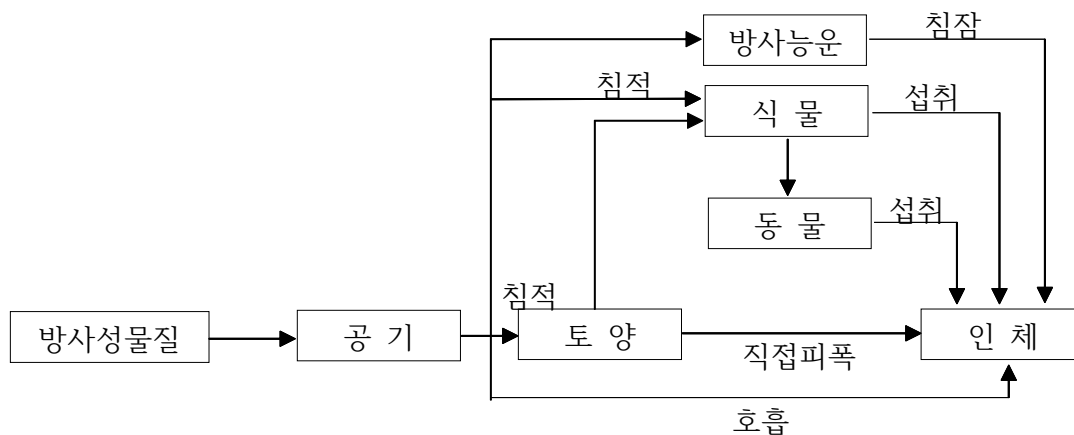 방사능운
침잠
침적
식 물
섭취
동 물
섭취
침적
방사성물질
공 기
토 양
직접피폭
인 체
호흡